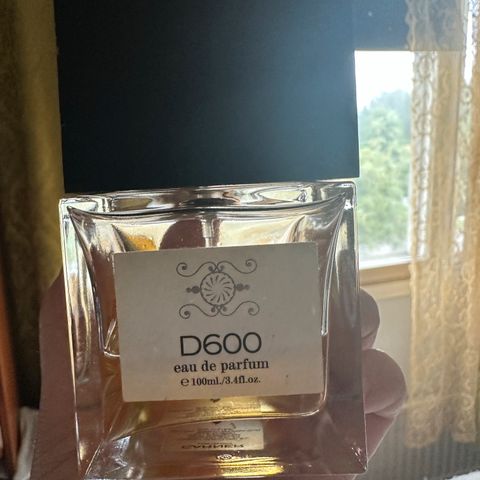 D600
eau de parfum
℮ 100ml./3.4fl.oz.